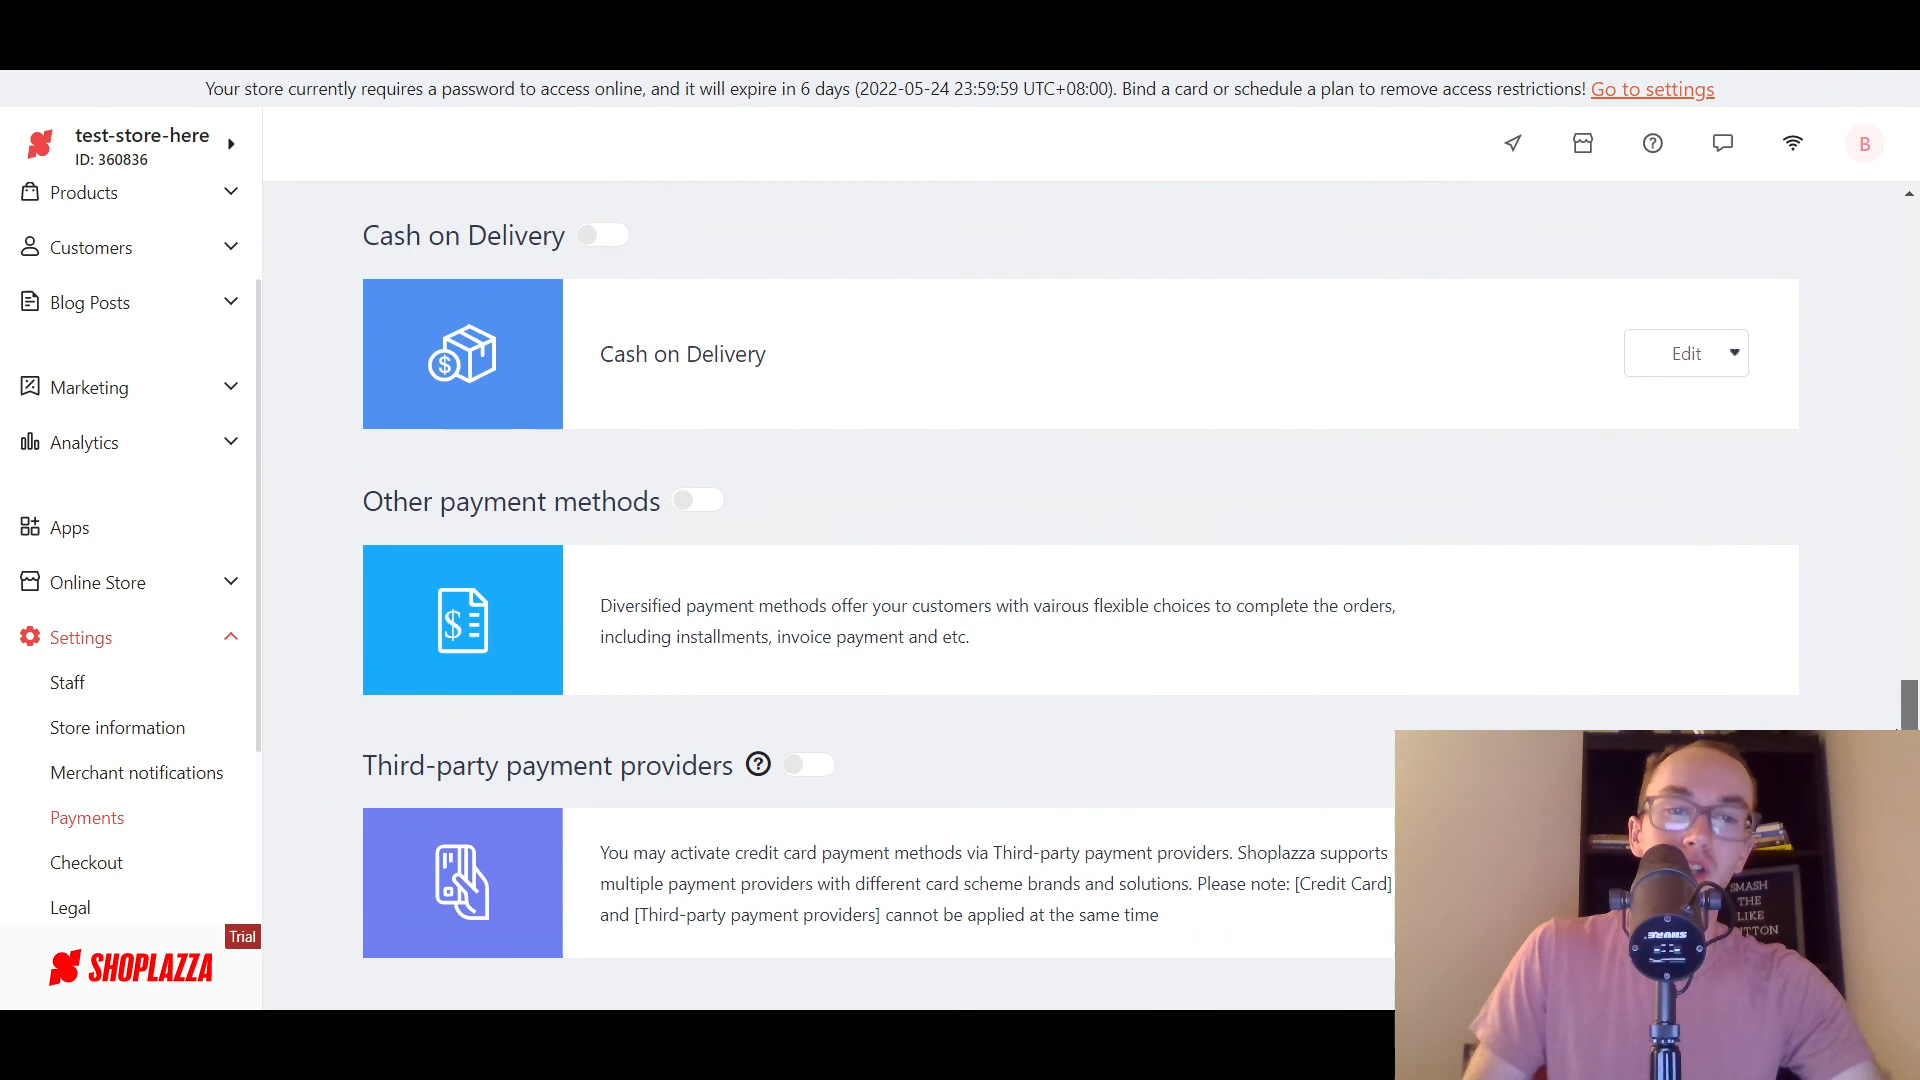 Your store currently requires a password to access online, and it will expire in 6 days (2022-05-24 23:59:59 UTC+08:00). Bind a card or schedule a plan to remove access restrictions! Go to settings
test-store-here
ID: 360836
B
Products
Customers
Blog Posts
Marketing
Analytics
Apps
Online Store
Settings
Staff
Store information
Merchant notifications
Payments
Checkout
Legal
Trial
SHOPLAZZA
Cash on Delivery
Cash on Delivery
Edit
Other payment methods
Diversified payment methods offer your customers with vairous flexible choices to complete the orders,
including installments, invoice payment and etc.
Third-party payment providers
You may activate credit card payment methods via Third-party payment providers. Shoplazza supports
multiple payment providers with different card scheme brands and solutions. Please note: [Credit Card]
and [Third-party payment providers] cannot be applied at the same time
SMASH
THE
LIKE
TTON
SHURE